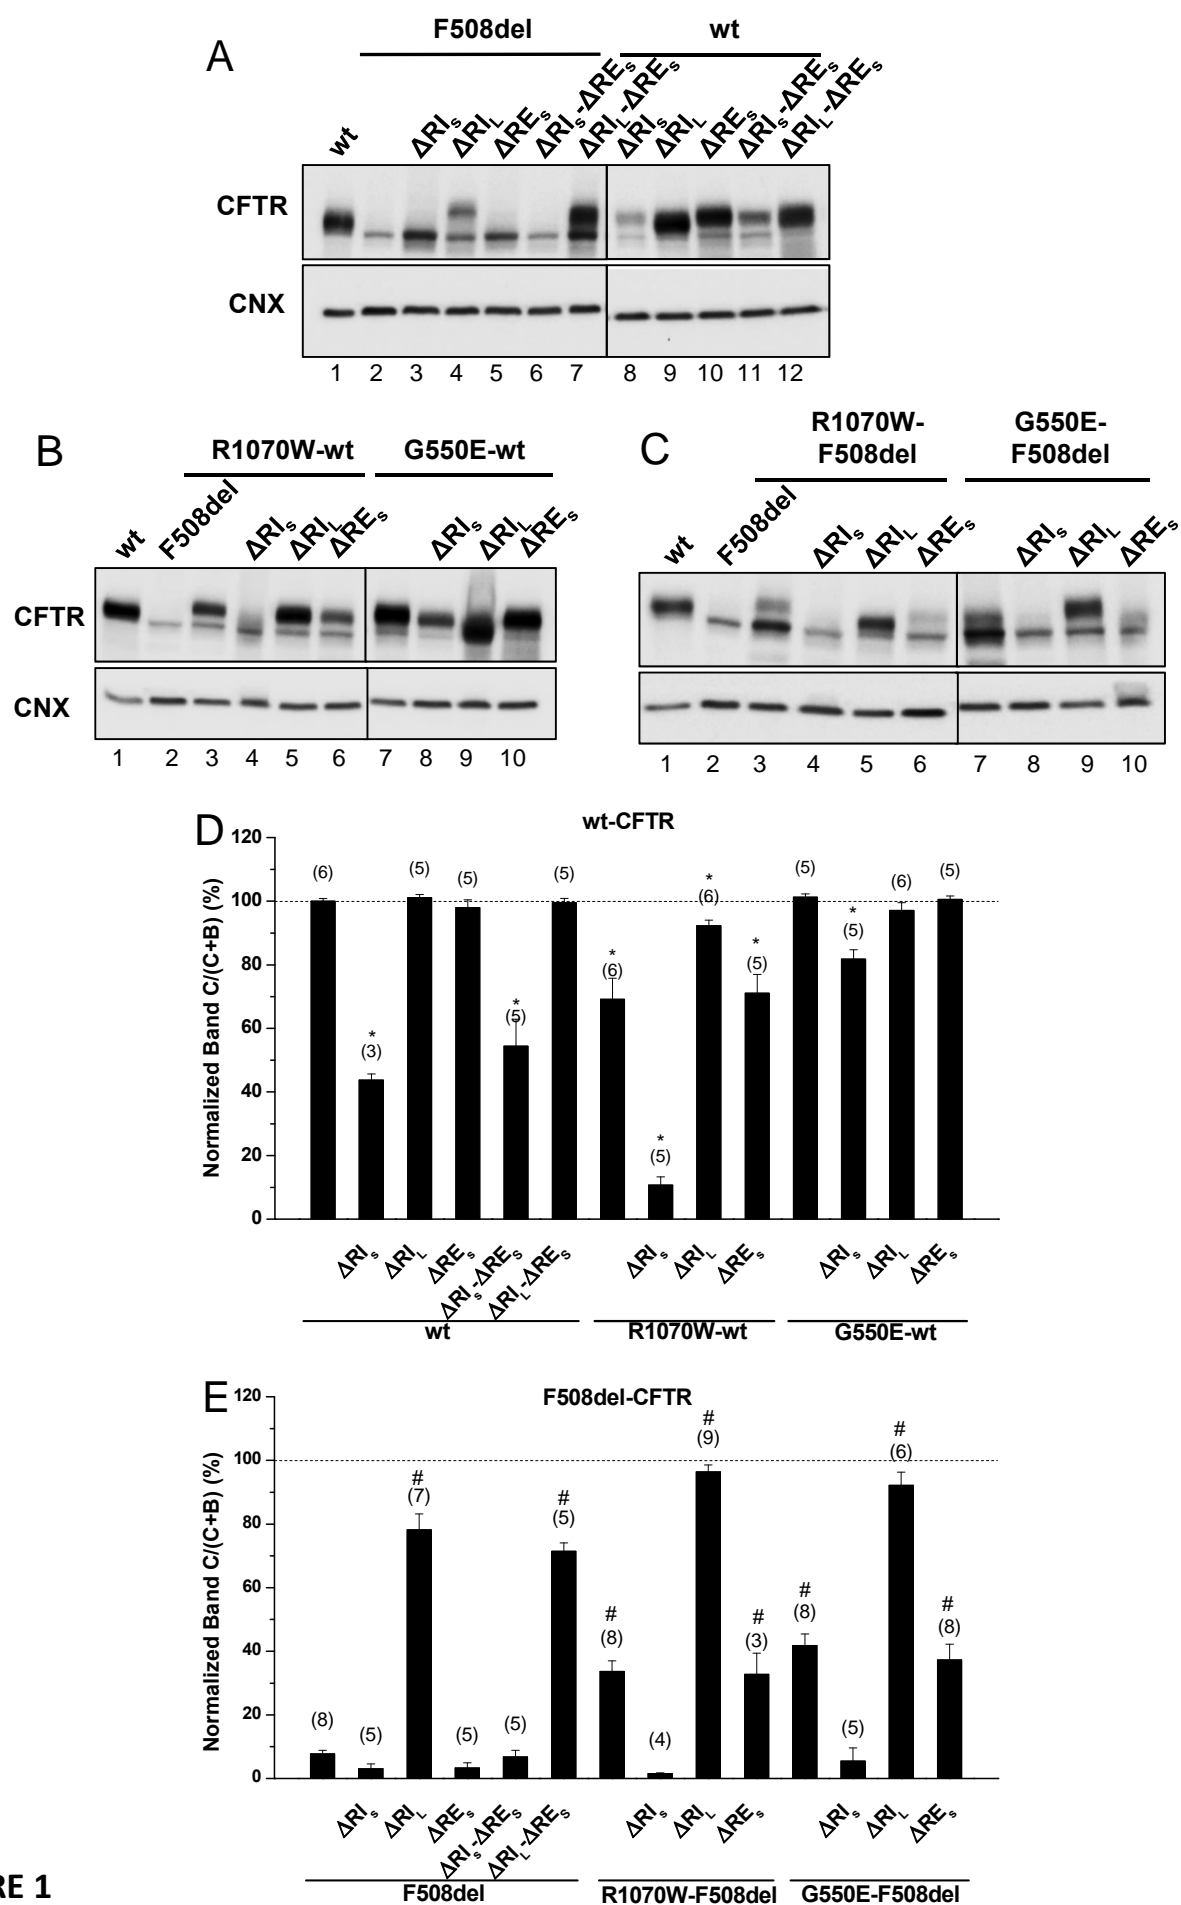 A
F508del
wt
wt
ΔRIs
ΔRIL
ΔREs
ΔRIs-ΔREs
ΔRIL-ΔREs
ΔRIs
ΔRIL
ΔREs
ΔRIs-ΔREs
ΔRIL-ΔREs
CFTR
CNX
1 2 3 4 5 6 7 8 9 10 11 12
B
R1070W-wt
G550E-wt
wt
F508del
ΔRIs
ΔRIL
ΔREs
ΔRIs
ΔRIL
ΔREs
CFTR
CNX
1 2 3 4 5 6 7 8 9 10
C
R1070W-
F508del
G550E-
F508del
wt
F508del
ΔRIs
ΔRIL
ΔREs
ΔRIs
ΔRIL
ΔREs
1 2 3 4 5 6 7 8 9 10
D
wt-CFTR
Normalized Band C/(C+B) (%)
120
100
80
60
40
20
0
(6)
*
(3)
(5)
(5)
*
(5)
(5)
*
(6)
*
(5)
*
(6)
*
(5)
(5)
*
(5)
(6)
(5)
ΔRIs
ΔRIL
ΔREs
ΔRIs-ΔREs
ΔRIL-ΔREs
ΔRIs
ΔRIL
ΔREs
ΔRIs
ΔRIL
ΔREs
wt
R1070W-wt
G550E-wt
E
F508del-CFTR
Normalized Band C/(C+B) (%)
120
100
80
60
40
20
0
(8)
(5)
#
(7)
(5)
(5)
#
(5)
#
(8)
(4)
#
(9)
#
(3)
#
(8)
(5)
#
(6)
#
(8)
ΔRIs
ΔRIL
ΔREs
ΔRIs-ΔREs
ΔRIL-ΔREs
ΔRIs
ΔRIL
ΔREs
ΔRIs
ΔRIL
ΔREs
F508del
R1070W-F508del
G550E-F508del
RE 1